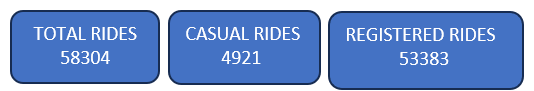 TOTAL RIDES
58304
CASUAL RIDES
4921
REGISTERED RIDES
53383